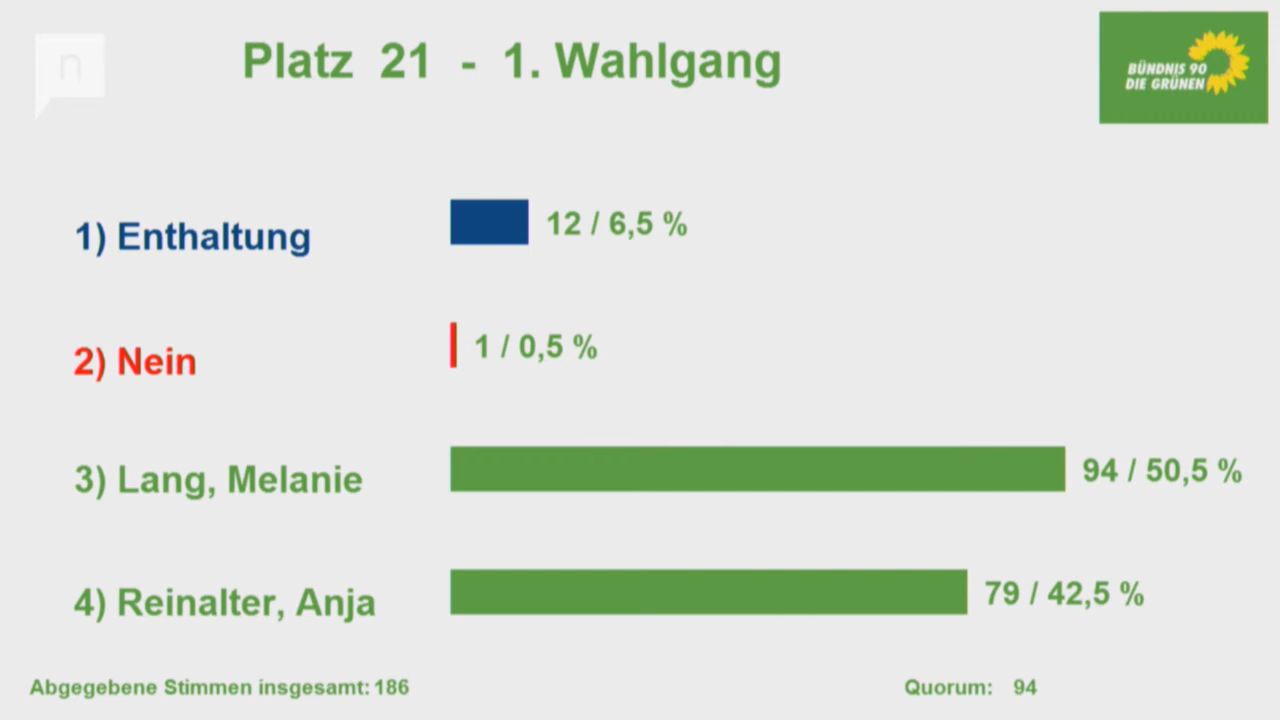 n
Platz 21 - 1. Wahlgang
BÜNDNIS 90
DIE GRÜNEN
1) Enthaltung 12 / 6,5 %
2) Nein 1 / 0,5 %
3) Lang, Melanie 94 / 50,5 %
4) Reinalter, Anja 79 / 42,5 %
Abgegebene Stimmen insgesamt: 186 Quorum: 94